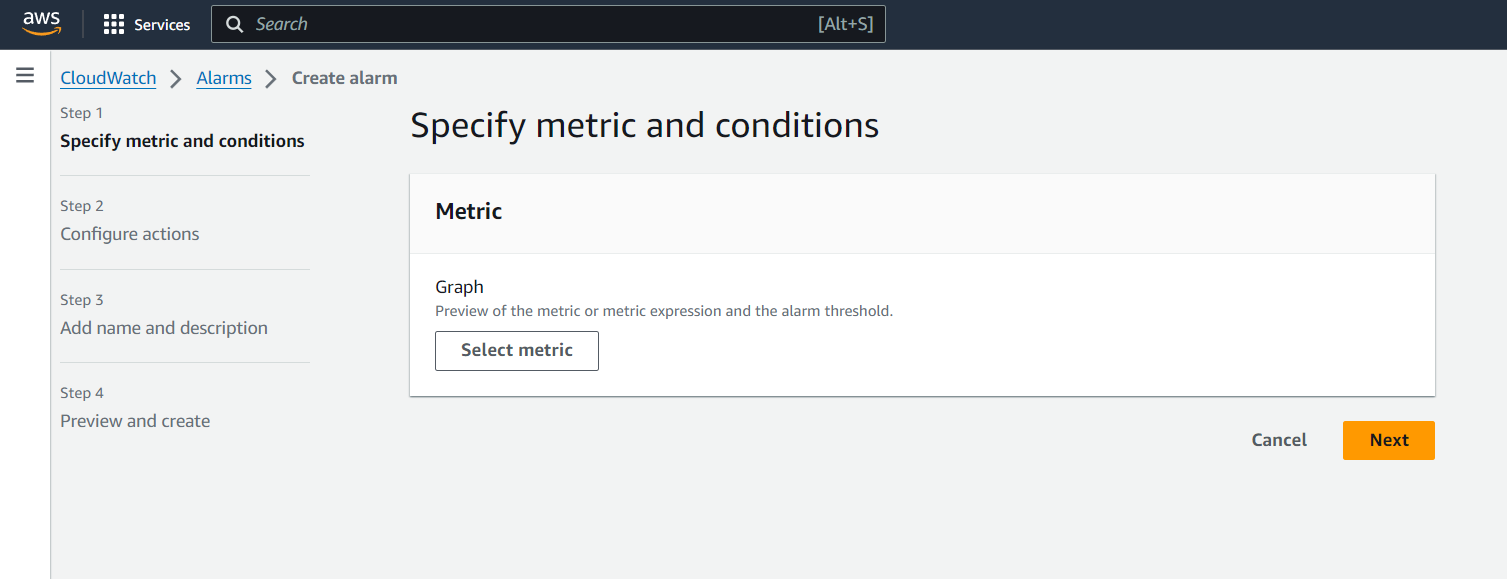 aws
Services
Search
[Alt+S]
CloudWatch > Alarms > Create alarm
Step 1
Specify metric and conditions
Step 2
Configure actions
Step 3
Add name and description
Step 4
Preview and create
Specify metric and conditions
Metric
Graph
Preview of the metric or metric expression and the alarm threshold.
Select metric
Cancel
Next